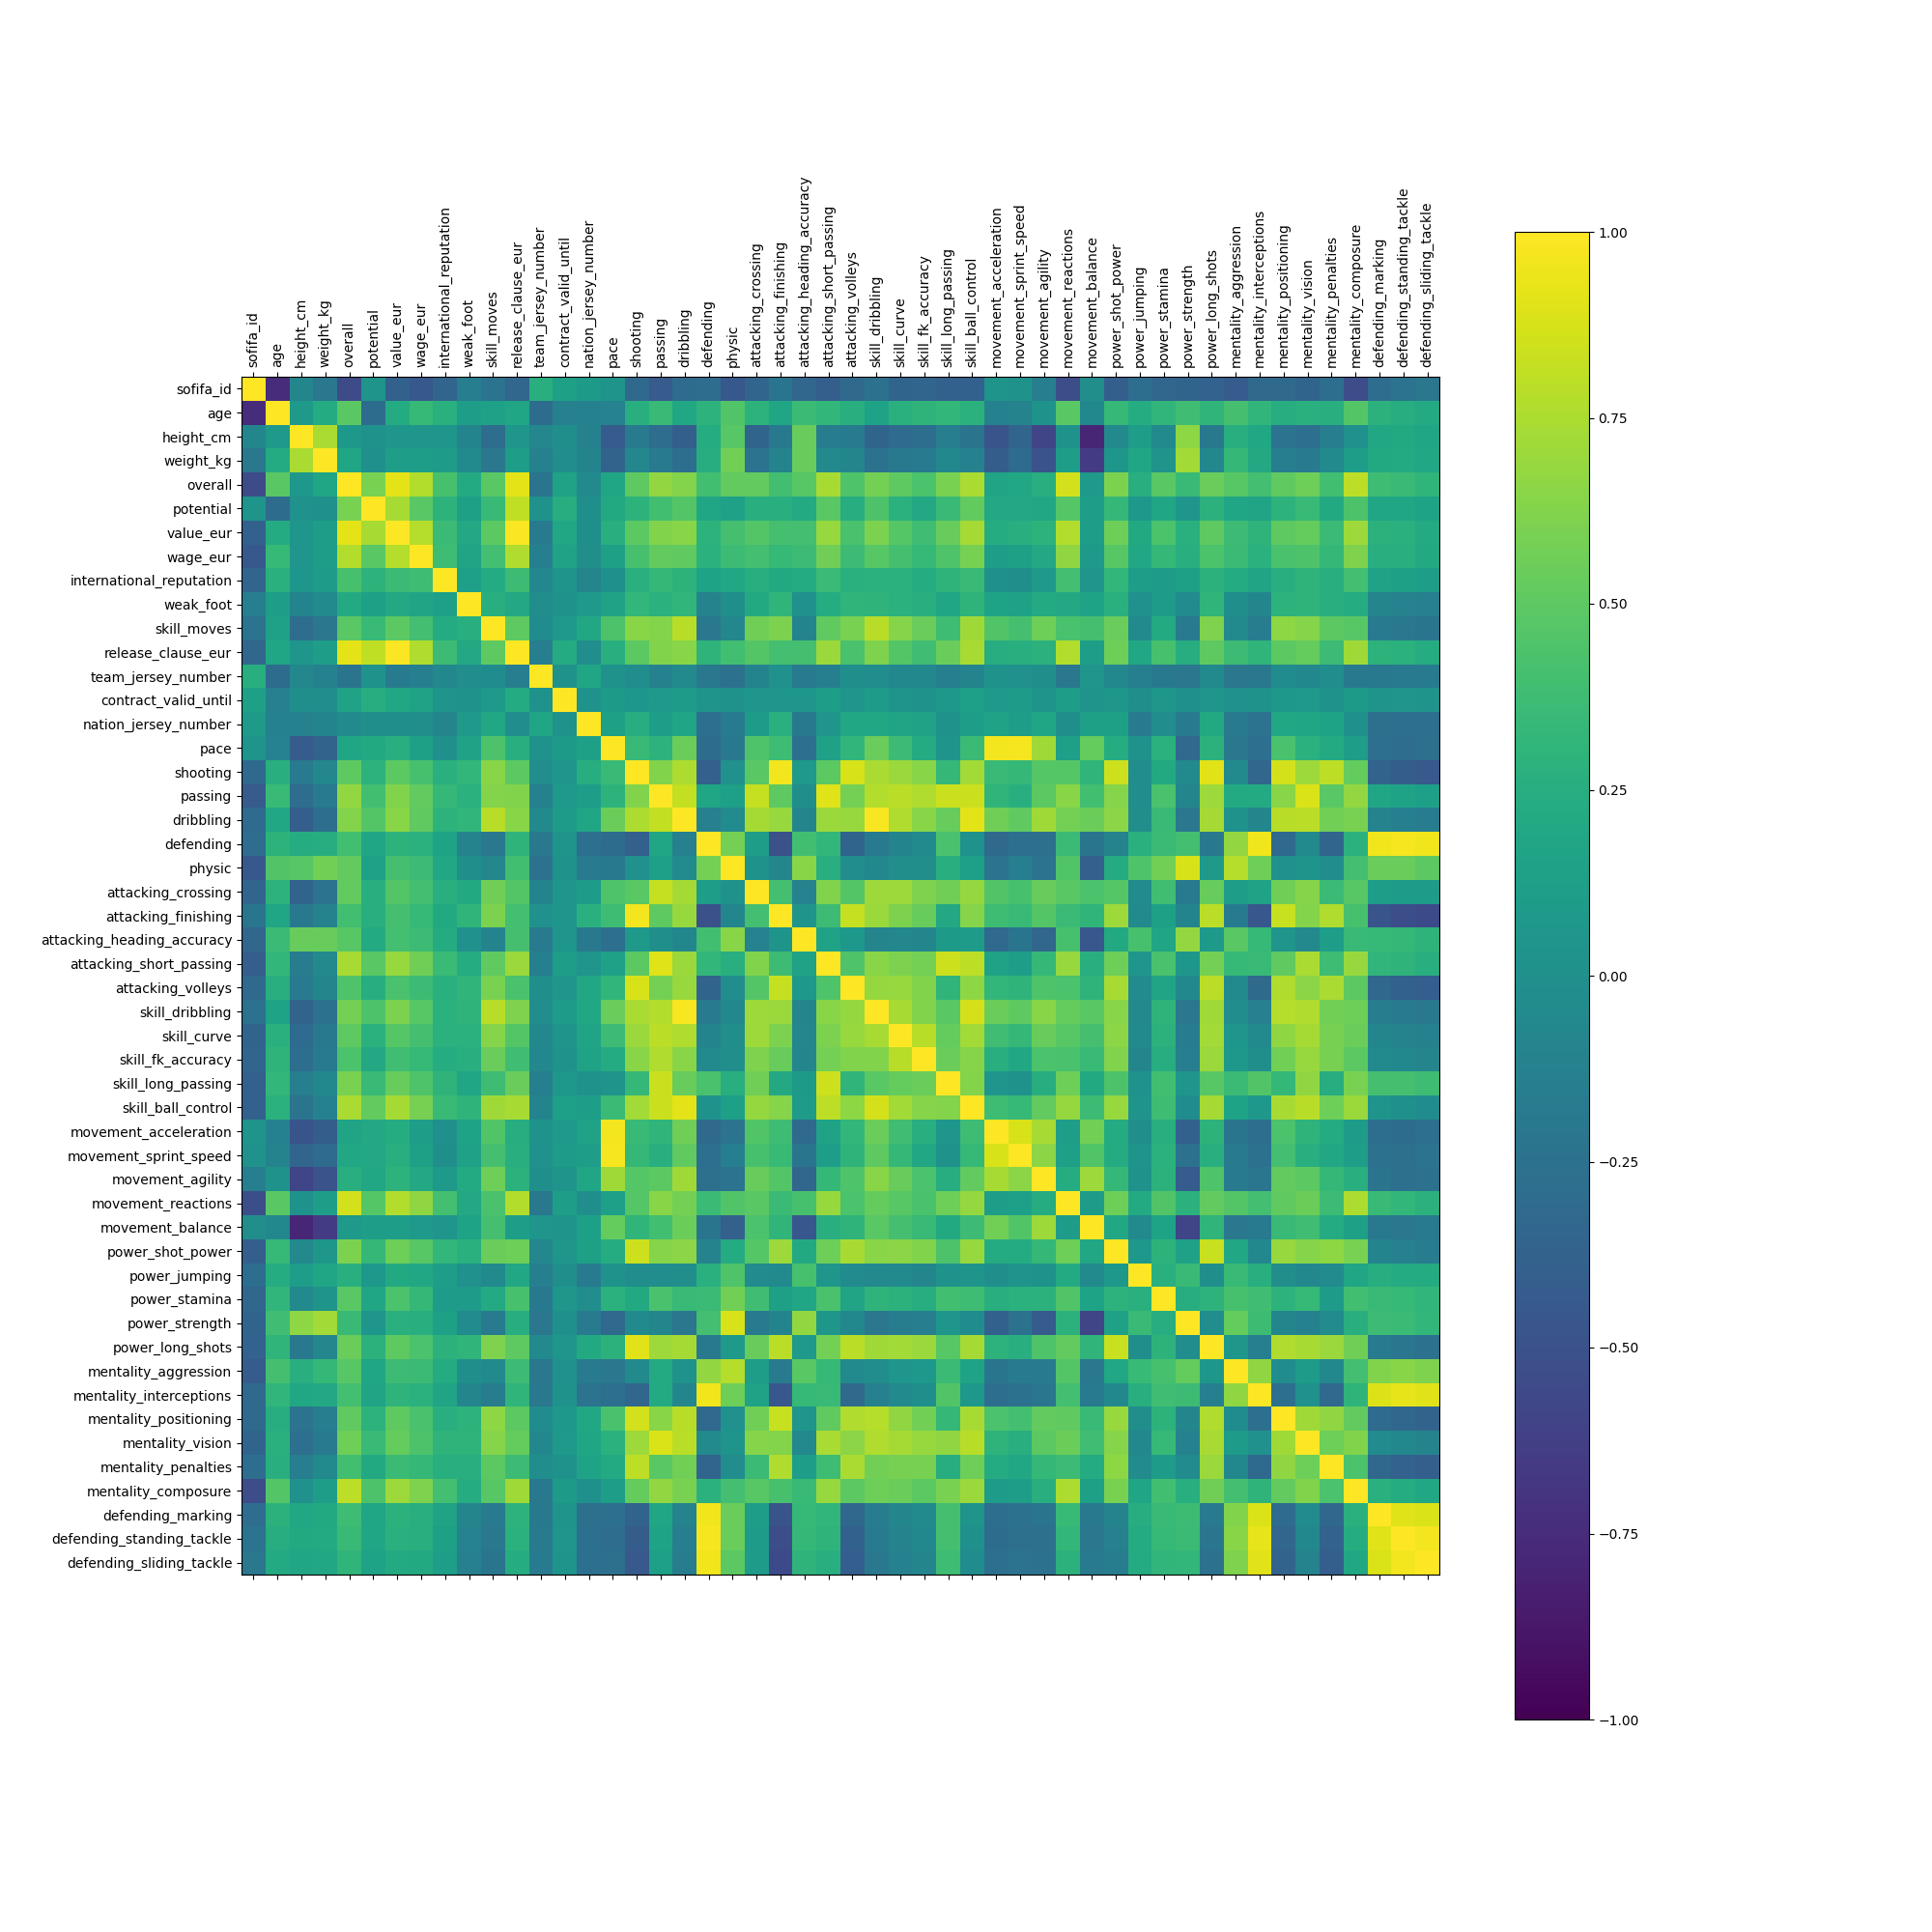 sofifa_id
age
height_cm
weight_kg
overall
potential
value_eur
wage_eur
international_reputation
weak_foot
skill_moves
release_clause_eur
team_jersey_number
contract_valid_until
nation_jersey_number
pace
shooting
passing
dribbling
defending
physic
attacking_crossing
attacking_finishing
attacking_heading_accuracy
attacking_short_passing
attacking_volleys
skill_dribbling
skill_curve
skill_fk_accuracy
skill_long_passing
skill_ball_control
movement_acceleration
movement_sprint_speed
movement_agility
movement_reactions
movement_balance
power_shot_power
power_jumping
power_stamina
power_strength
power_long_shots
mentality_aggression
mentality_interceptions
mentality_positioning
mentality_vision
mentality_penalties
mentality_composure
defending_marking
defending_standing_tackle
defending_sliding_tackle
sofifa_id
age
height_cm
weight_kg
overall
potential
value_eur
wage_eur
international_reputation
weak_foot
skill_moves
release_clause_eur
team_jersey_number
contract_valid_until
nation_jersey_number
pace
shooting
passing
dribbling
defending
physic
attacking_crossing
attacking_finishing
attacking_heading_accuracy
attacking_short_passing
attacking_volleys
skill_dribbling
skill_curve
skill_fk_accuracy
skill_long_passing
skill_ball_control
movement_acceleration
movement_sprint_speed
movement_agility
movement_reactions
movement_balance
power_shot_power
power_jumping
power_stamina
power_strength
power_long_shots
mentality_aggression
mentality_interceptions
mentality_positioning
mentality_vision
mentality_penalties
mentality_composure
defending_marking
defending_standing_tackle
defending_sliding_tackle
1.00
0.75
0.50
0.25
0.00
−0.25
−0.50
−0.75
−1.00